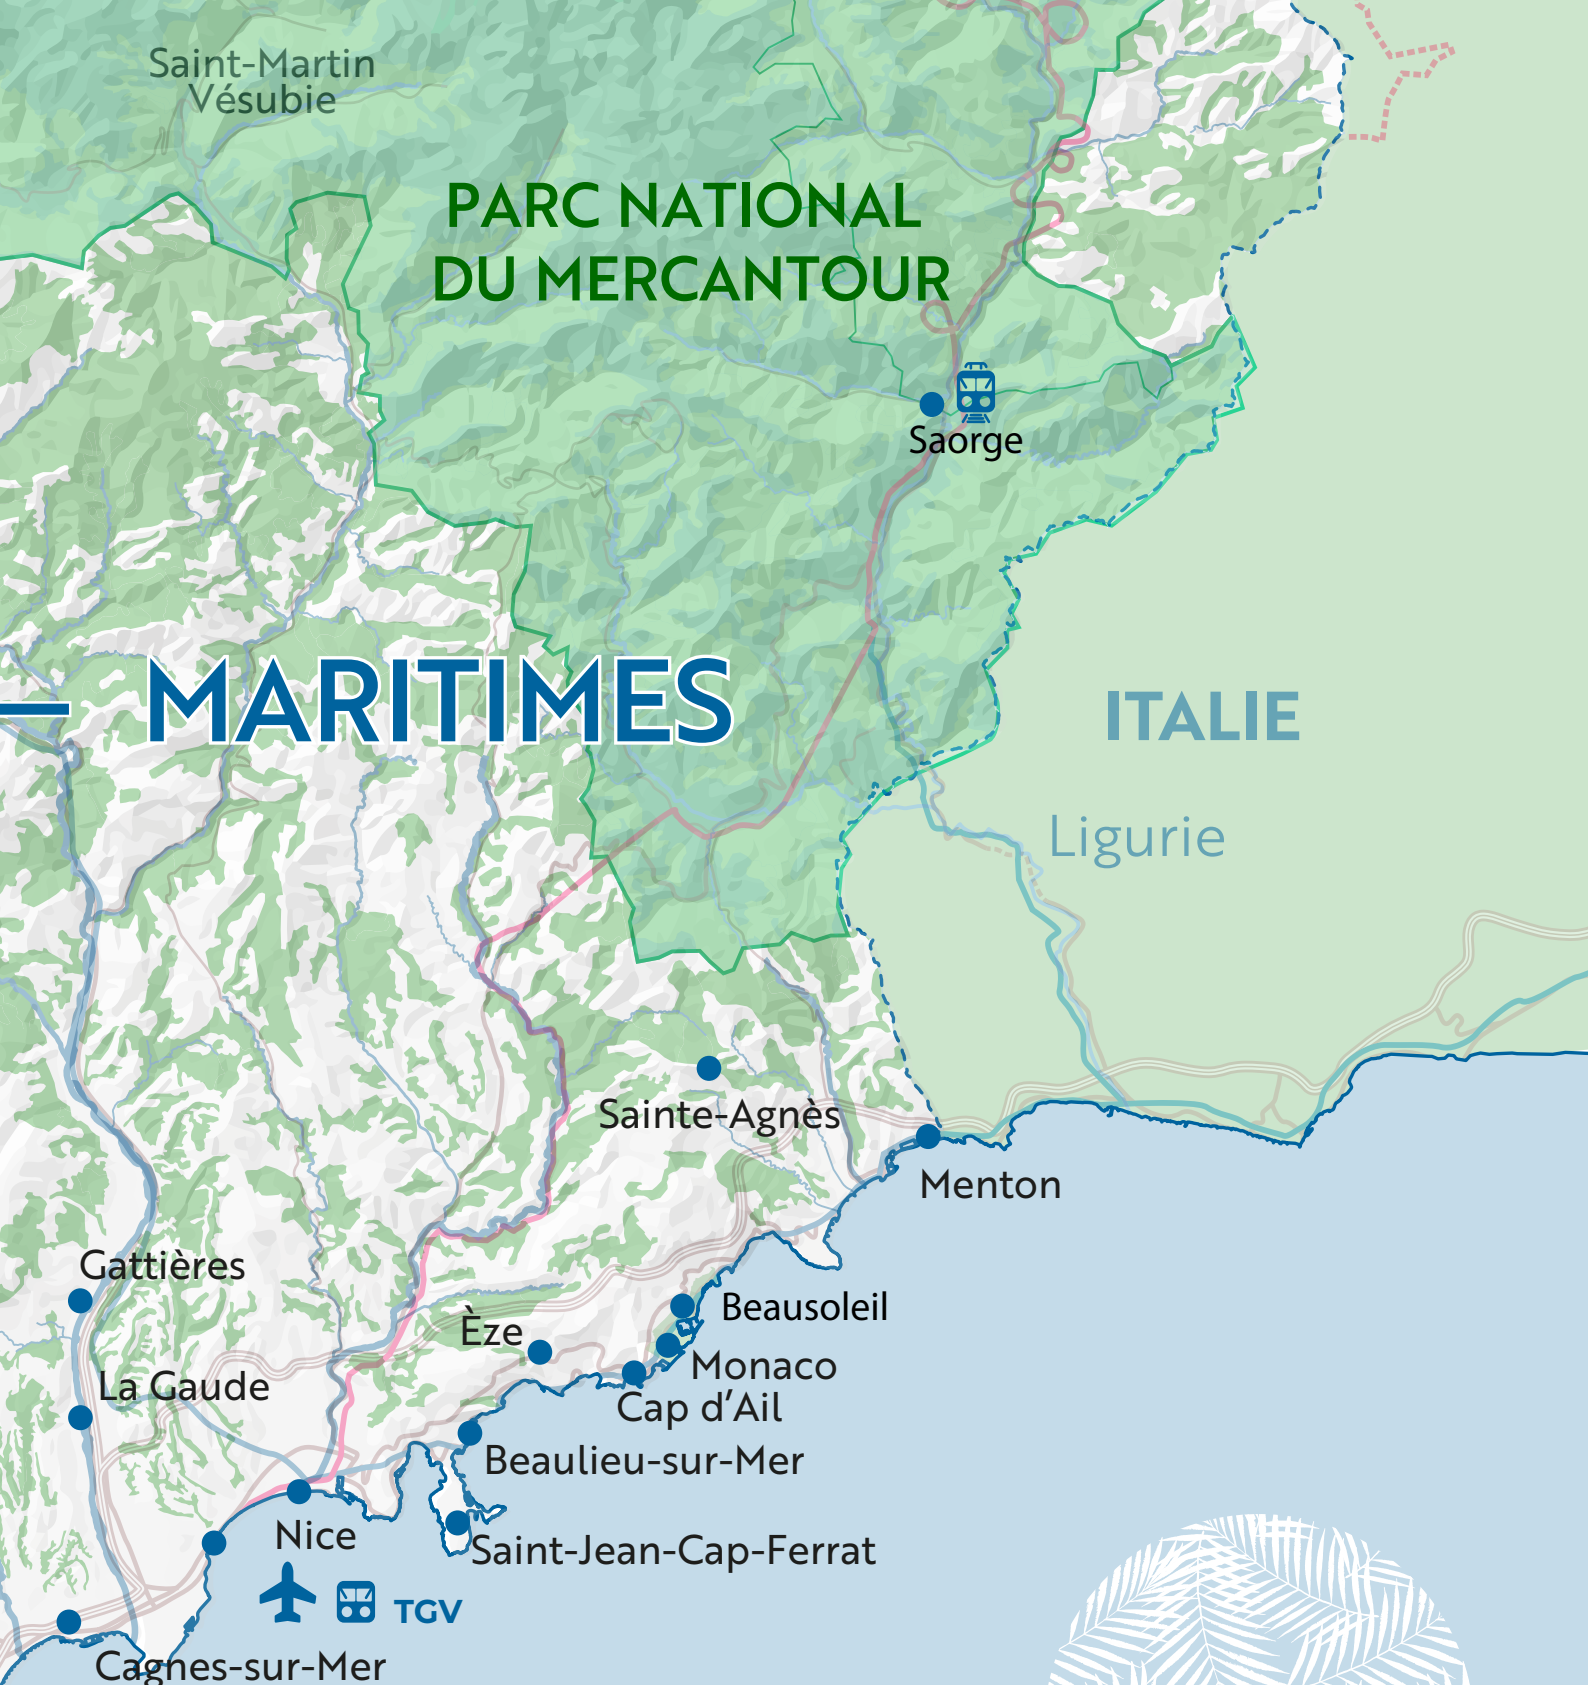 Saint-Martin
Vésubie
PARC NATIONAL
DU MERCANTOUR
Saorge
MARITIMES
ITALIE
Ligurie
Sainte-Agnès
Menton
Gattières
Beausoleil
Èze
Monaco
La Gaude
Cap d’Ail
Beaulieu-sur-Mer
Nice
Saint-Jean-Cap-Ferrat
TGV
Cagnes-sur-Mer